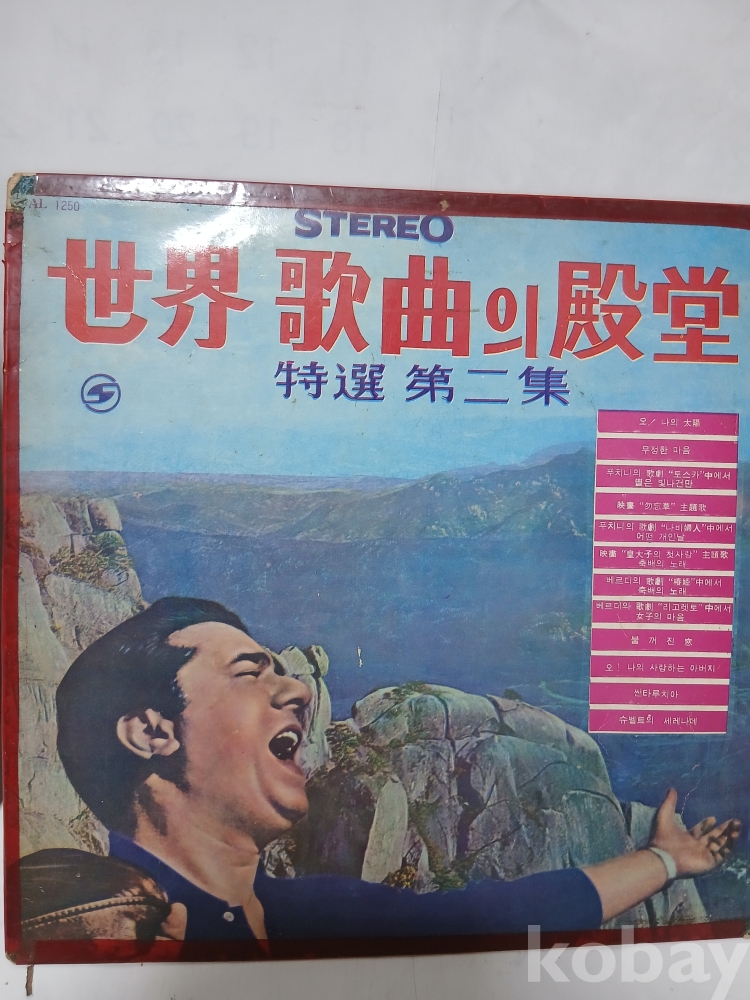 AL 1250
STEREO
世界 歌曲의 殿堂
特選 第二集
오! 나의 太陽
무정한 마음
푸치니의 歌劇 “토스카”中에서
별은 빛나건만
映畫 “勿忘草” 主題歌
푸치니의 歌劇 “나비婦人”中에서
어떤 개인날
映畫 “皇太子의 첫사랑” 主題歌
축배의 노래
베르디의 歌劇 “椿姬”中에서
축배의 노래
베르디의 歌劇 “리고렛토”中에서
女子의 마음
불 꺼 진 窓
오! 나의 사랑하는 아버지
싼타루치아
슈벨트의 세레나데
kobay